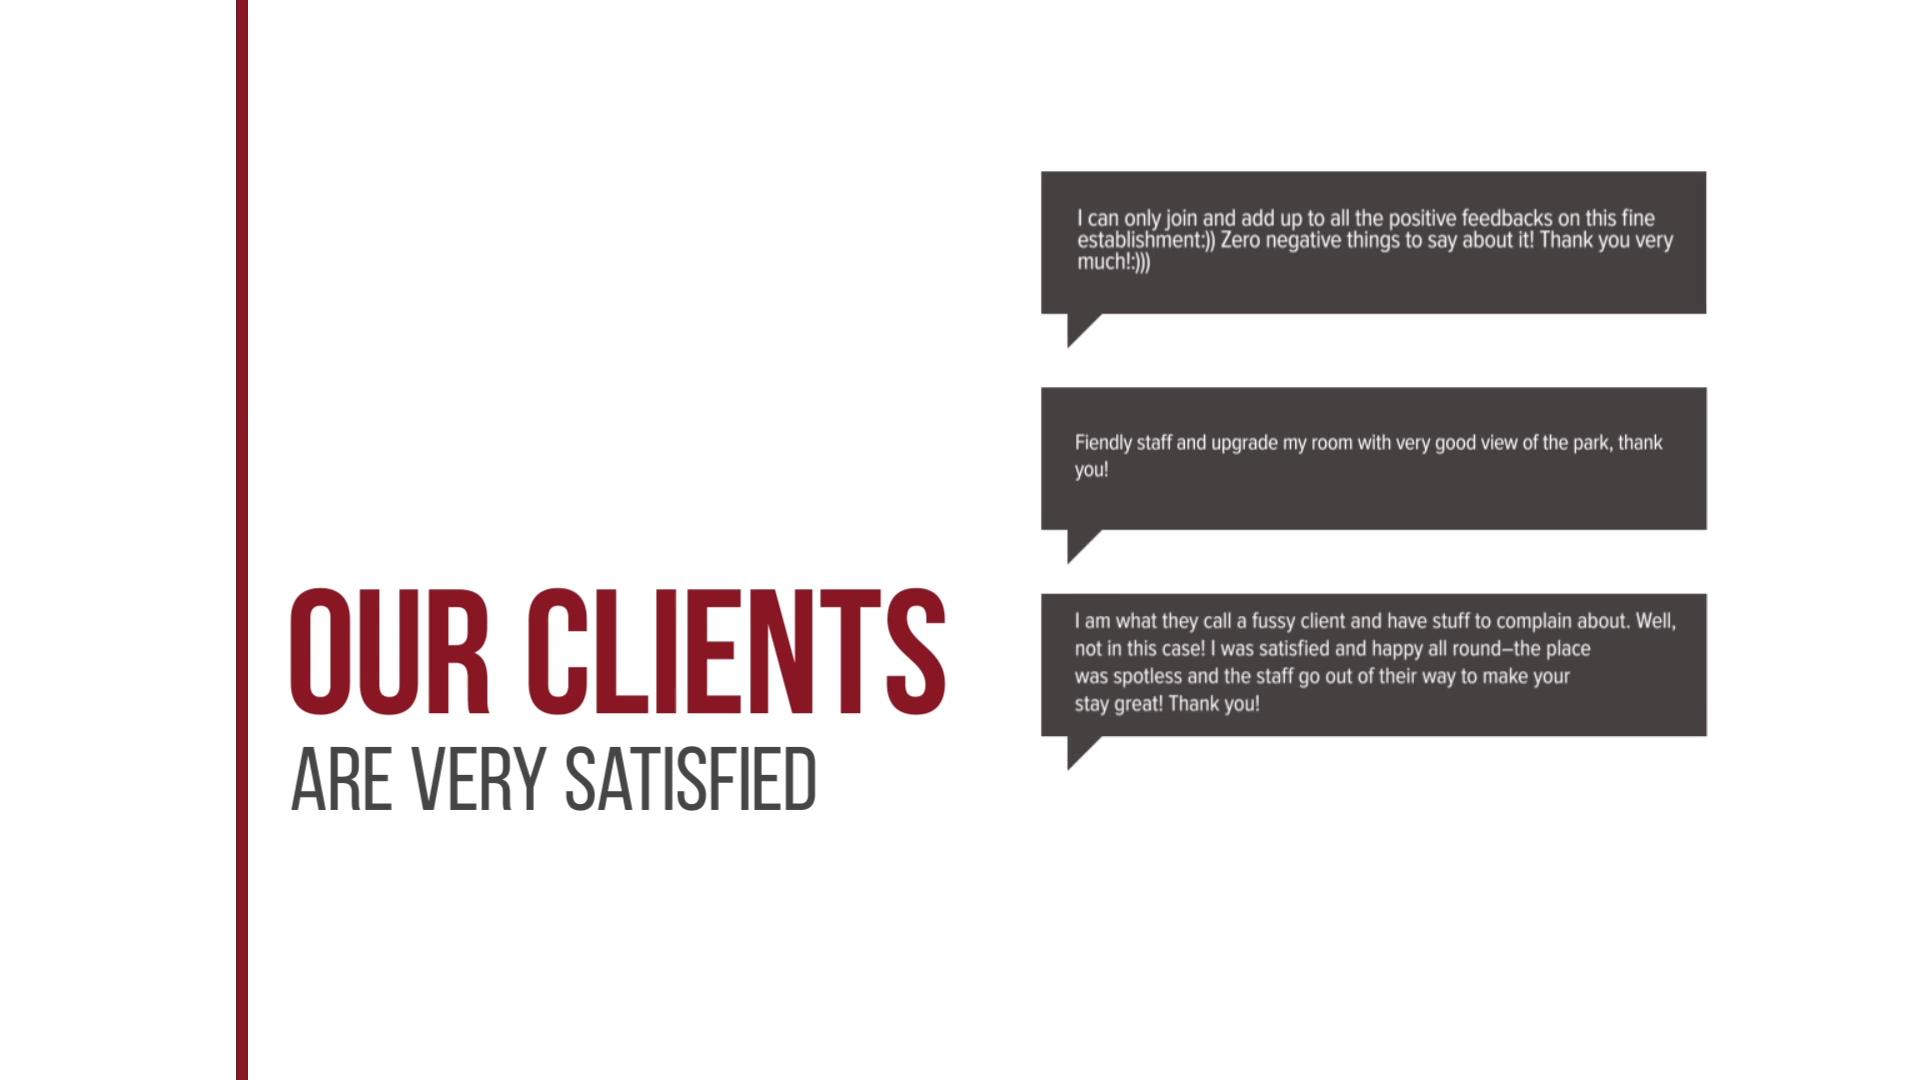 OUR CLIENTS
ARE VERY SATISFIED
I can only join and add up to all the positive feedbacks on this fine
establishment:)) Zero negative things to say about it! Thank you very
much!:)))
Fiendly staff and upgrade my room with very good view of the park, thank
you!
I am what they call a fussy client and have stuff to complain about. Well,
not in this case! I was satisfied and happy all round–the place
was spotless and the staff go out of their way to make your
stay great! Thank you!